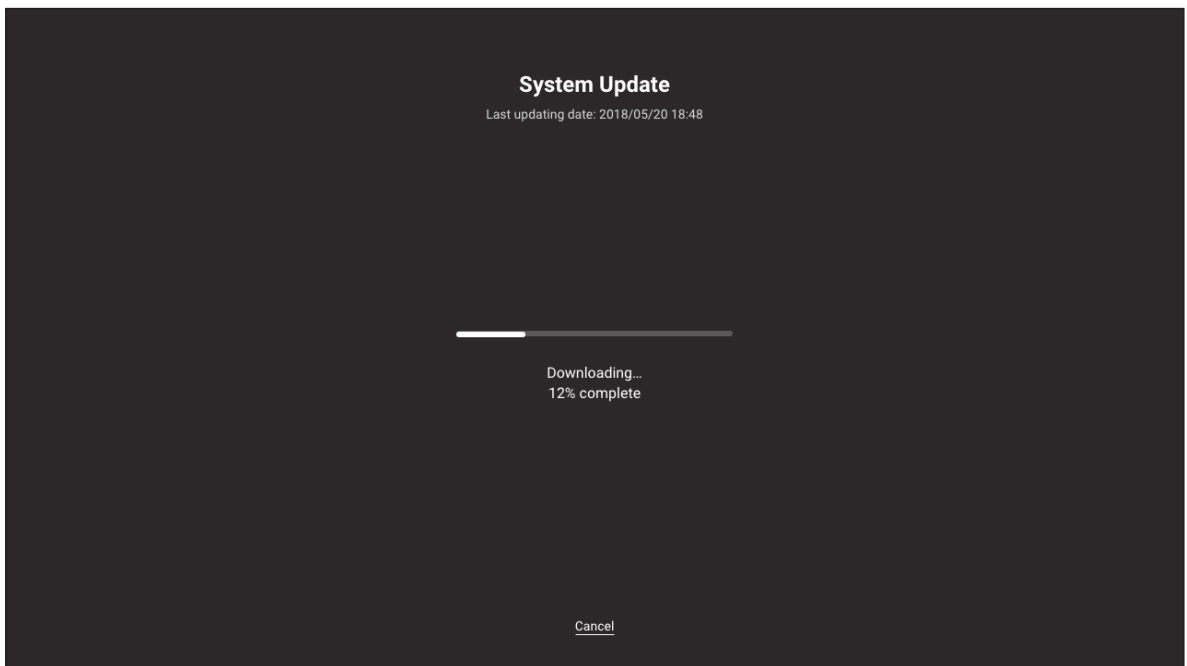 System Update
Last updating date: 2018/05/20 18:48
Downloading...
12% complete
Cancel